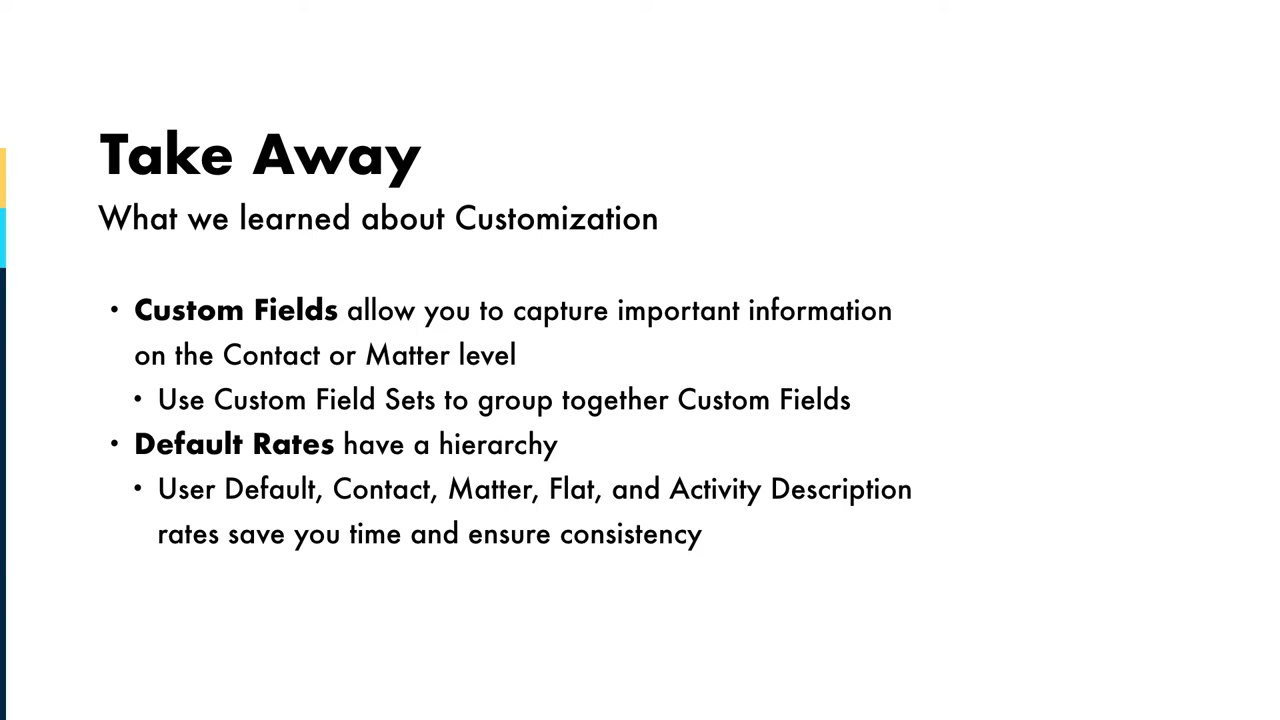 Take Away
What we learned about Customization
• Custom Fields allow you to capture important information
on the Contact or Matter level
• Use Custom Field Sets to group together Custom Fields
• Default Rates have a hierarchy
• User Default, Contact, Matter, Flat, and Activity Description
rates save you time and ensure consistency